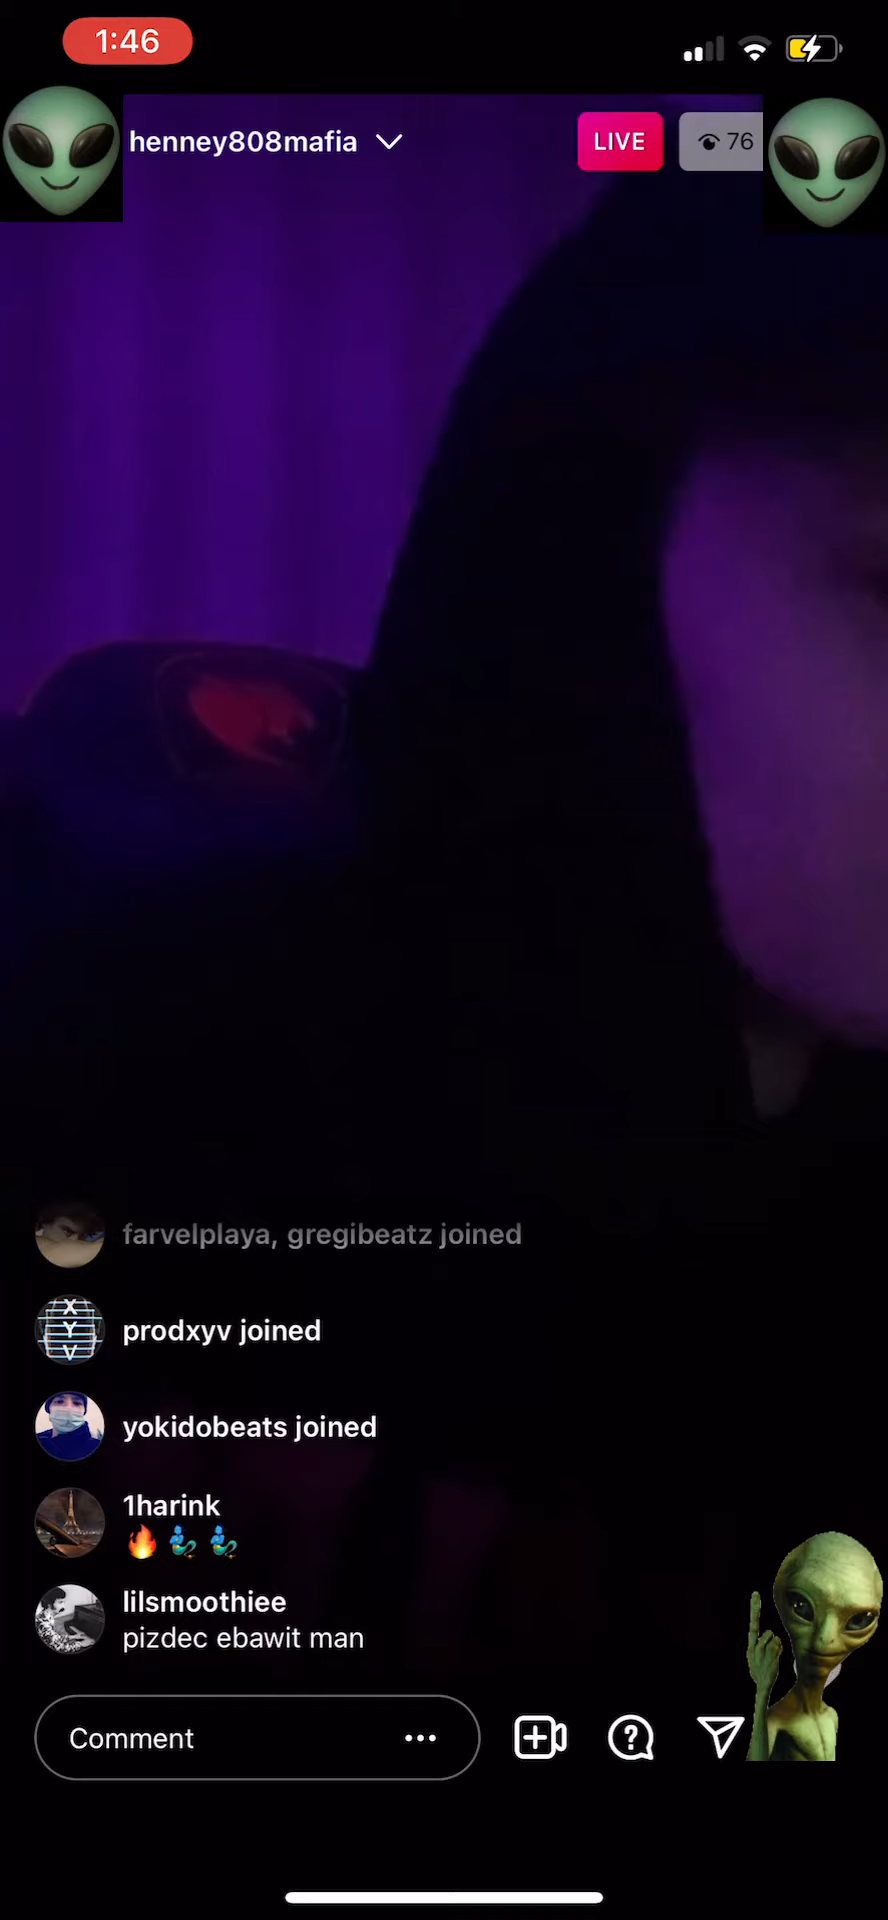 1:46
henney808mafia
LIVE
76
farvelplaya, gregibeatz joined
X
Y
V
prodxyv joined
yokidobeats joined
1harink
🔥🧞‍♂️🧞‍♂️
lilsmoothiee
pizdec ebawit man
Comment